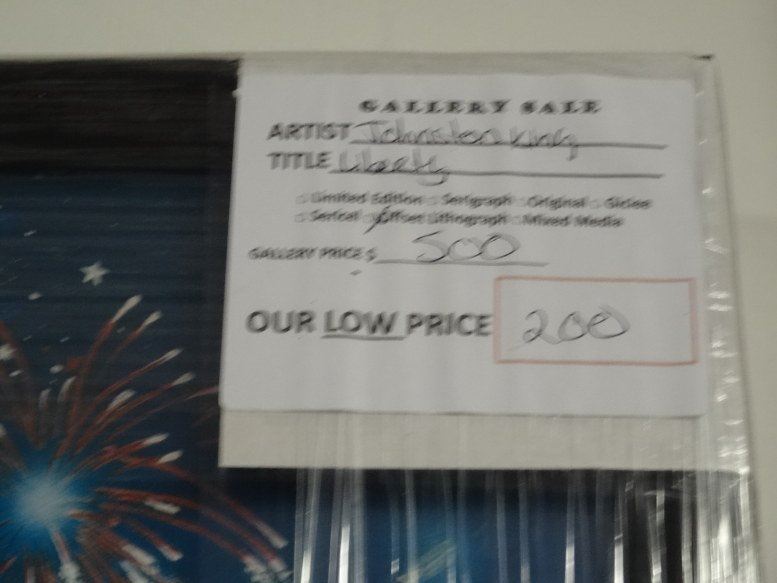 GALLERY SALE
ARTIST Johnston King
TITLE Liberty
Limited Edition Serigraph Original Giclee
Sericel Offset Lithograph Mixed Media
GALLERY PRICE $ 500
OUR LOW PRICE 200